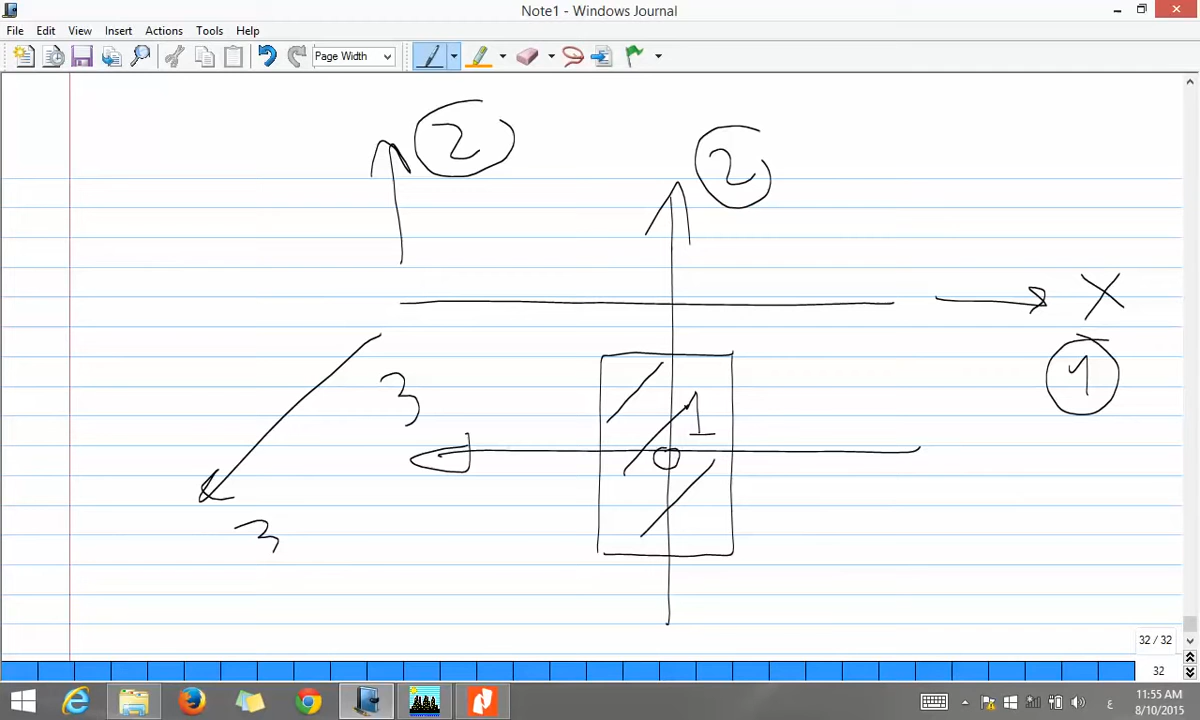 Note1 - Windows Journal
File Edit View Insert Actions Tools Help
Page Width
2
2
X
1
3
1
3
32 / 32
32
11:55 AM
ع
8/10/2015